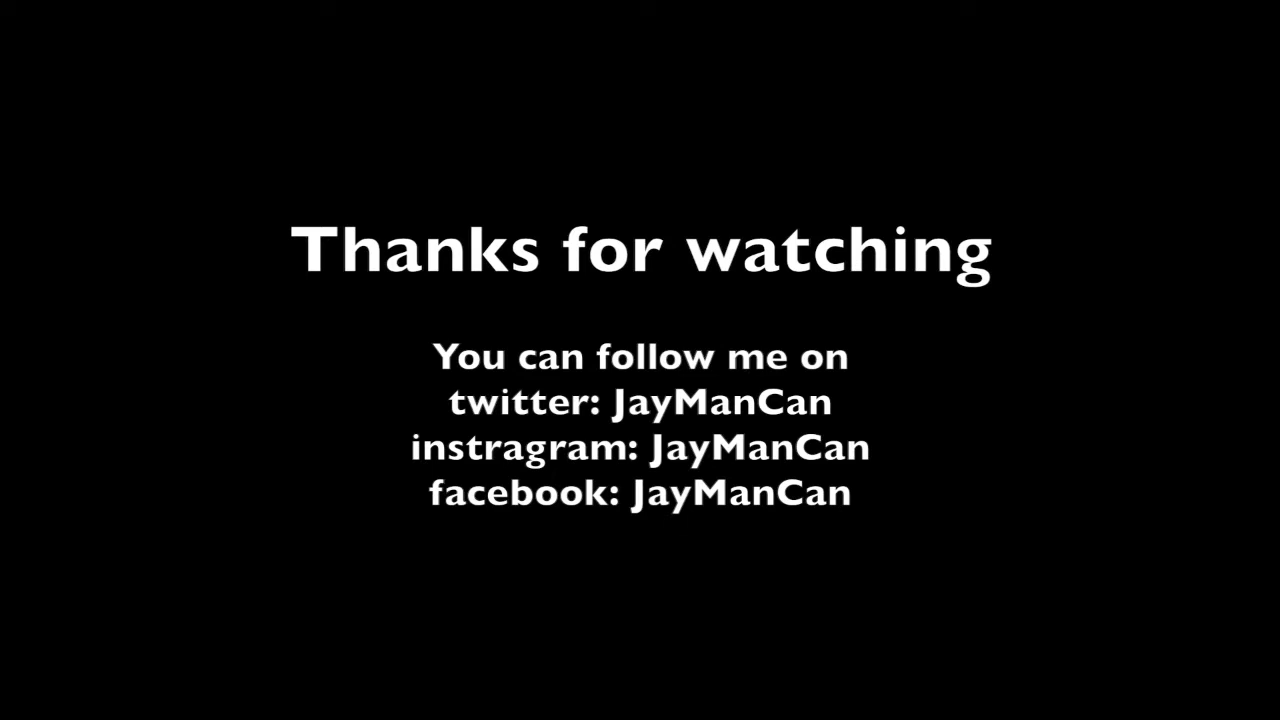 Thanks for watching
You can follow me on
twitter: JayManCan
instragram: JayManCan
facebook: JayManCan